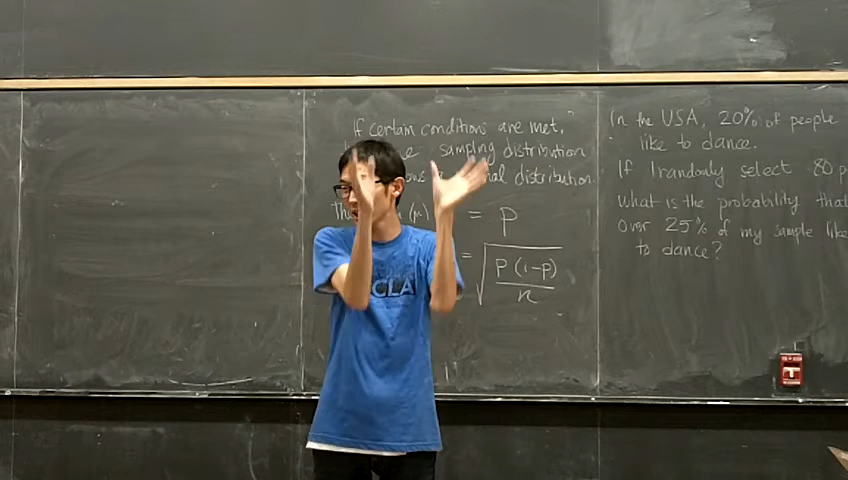 If certain conditions are met,
sampling distribution
distribution.
(μ) = P
= √ P(1-P)
n
In the USA, 20% of people
like to dance.
If I randomly select 80
What is the probability that
over 25% of my sample like
to dance?
CLA
T